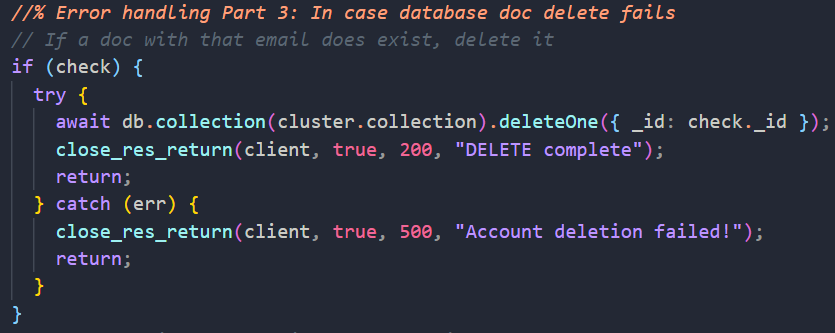 //% Error handling Part 3: In case database doc delete fails
// If a doc with that email does exist, delete it
if (check) {
  try {
    await db.collection(cluster.collection).deleteOne({ _id: check._id });
    close_res_return(client, true, 200, "DELETE complete");
    return;
  } catch (err) {
    close_res_return(client, true, 500, "Account deletion failed!");
    return;
  }
}